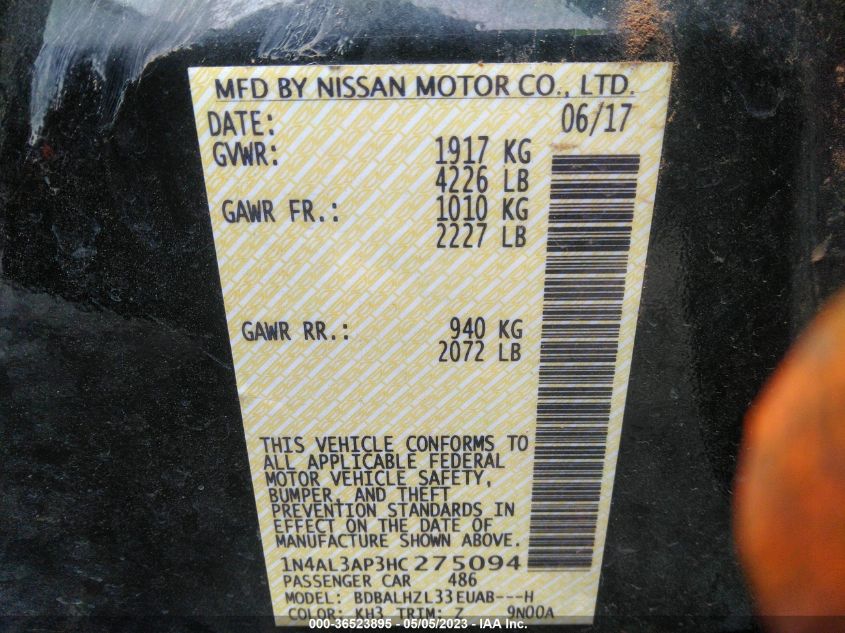 MFD BY NISSAN MOTOR CO., LTD.
DATE: 06/17
GVWR: 1917 KG
4226 LB
GAWR FR.: 1010 KG
2227 LB
GAWR RR.: 940 KG
2072 LB
THIS VEHICLE CONFORMS TO
ALL APPLICABLE FEDERAL
MOTOR VEHICLE SAFETY,
BUMPER, AND THEFT
PREVENTION STANDARDS IN
EFFECT ON THE DATE OF
MANUFACTURE SHOWN ABOVE.
1N4AL3AP3HC275094
PASSENGER CAR 486
MODEL: BDBALHZL33EUAB---H
COLOR: KH3 TRIM: Z 9N00A
000-36523895 - 05/05/2023 - IAA Inc.